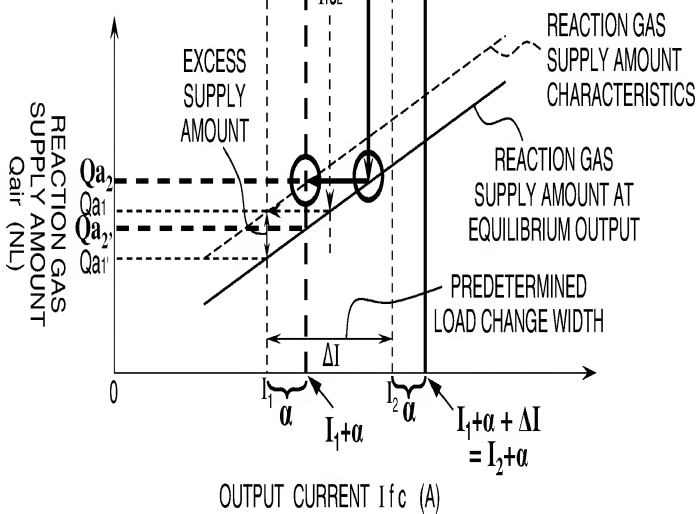 REACTION GAS
SUPPLY AMOUNT
CHARACTERISTICS
EXCESS
SUPPLY
AMOUNT
REACTION GAS
SUPPLY AMOUNT
Qair (NL)
Qa2
Qa1
Qa2'
Qa1'
REACTION GAS
SUPPLY AMOUNT AT
EQUILIBRIUM OUTPUT
PREDETERMINED
LOAD CHANGE WIDTH
ΔI
0
I1
α
I2
α
I1+α
I1+α + ΔI
= I2+α
OUTPUT CURRENT Ifc (A)